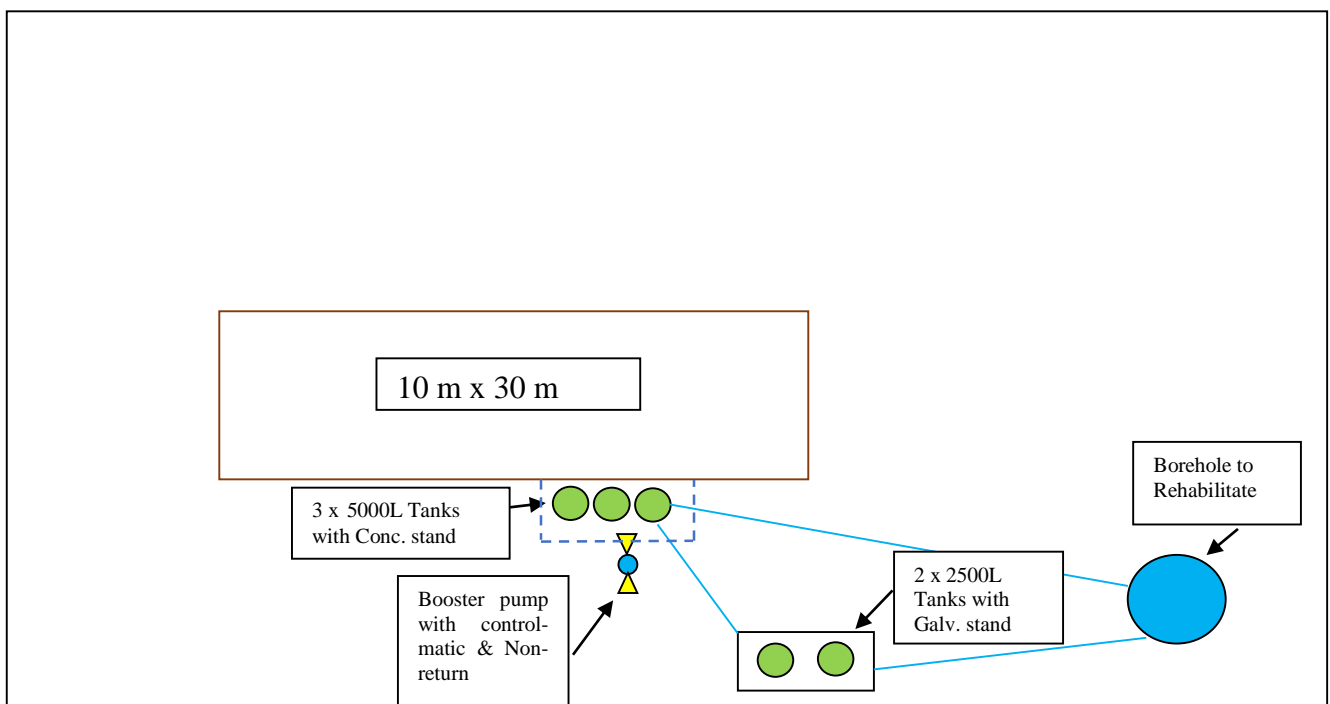 10 m x 30 m
Borehole to
Rehabilitate
3 x 5000L Tanks
with Conc. stand
2 x 2500L
Tanks with
Galv. stand
Booster pump
with control-
matic & Non-
return